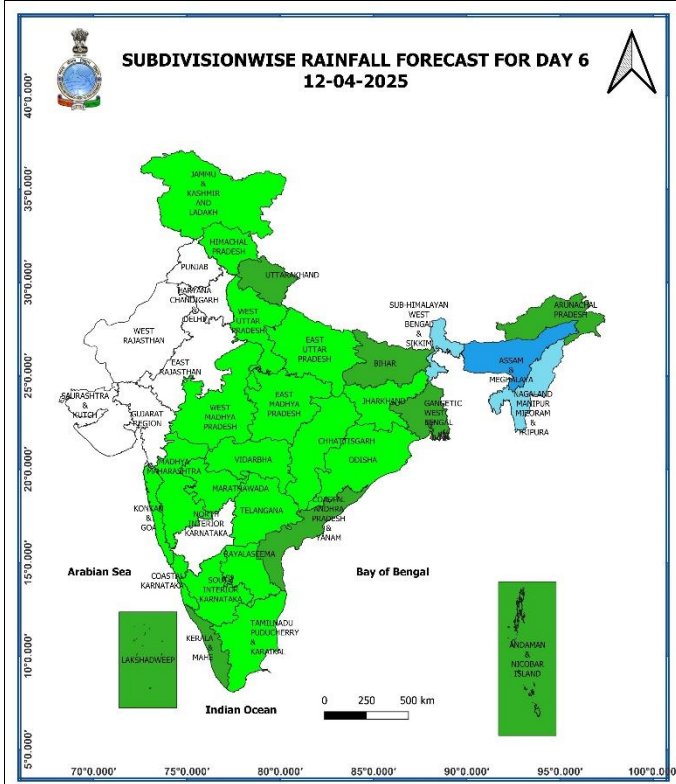 SUBDIVISIONWISE RAINFALL FORECAST FOR DAY 6
12-04-2025
40°0.000'
35°0.000'
30°0.000'
25°0.000'
20°0.000'
15°0.000'
10°0.000'
5°0.000'
JAMMU
&
KASHMIR
AND
LADAKH
HIMACHAL
PRADESH
PUNJAB
UTTARAKHAND
HARYANA
CHANDIGARH
&
DELHI
WEST
UTTAR
PRADESH
WEST
RAJASTHAN
EAST
RAJASTHAN
EAST
UTTAR
PRADESH
SUB-HIMALAYAN
WEST
BENGAL
&
SIKKIM
ARUNACHAL
PRADESH
BIHAR
ASSAM
&
MEGHALAYA
NAGALAND
MANIPUR
MIZORAM
&
TRIPURA
SAURASHTRA
&
KUTCH
GUJARAT
REGION
WEST
MADHYA
PRADESH
EAST
MADHYA
PRADESH
JHARKHAND
GANGETIC
WEST
BENGAL
CHHATTISGARH
ODISHA
MADHYA
MAHARASHTRA
VIDARBHA
MARATHAWADA
KONKAN
&
GOA
NORTH
INTERIOR
KARNATAKA
TELANGANA
COASTAL
ANDHRA
PRADESH
&
YANAM
RAYALASEEMA
Arabian Sea
Bay of Bengal
COASTAL
KARNATAKA
SOUTH
INTERIOR
KARNATAKA
TAMILNADU
PUDUCHERRY
&
KARAIKAL
KERALA
&
MAHE
LAKSHADWEEP
ANDAMAN
&
NICOBAR
ISLAND
Indian Ocean
0 250 500 km
70°0.000' 75°0.000' 80°0.000' 85°0.000' 90°0.000' 95°0.000' 100°0.000'